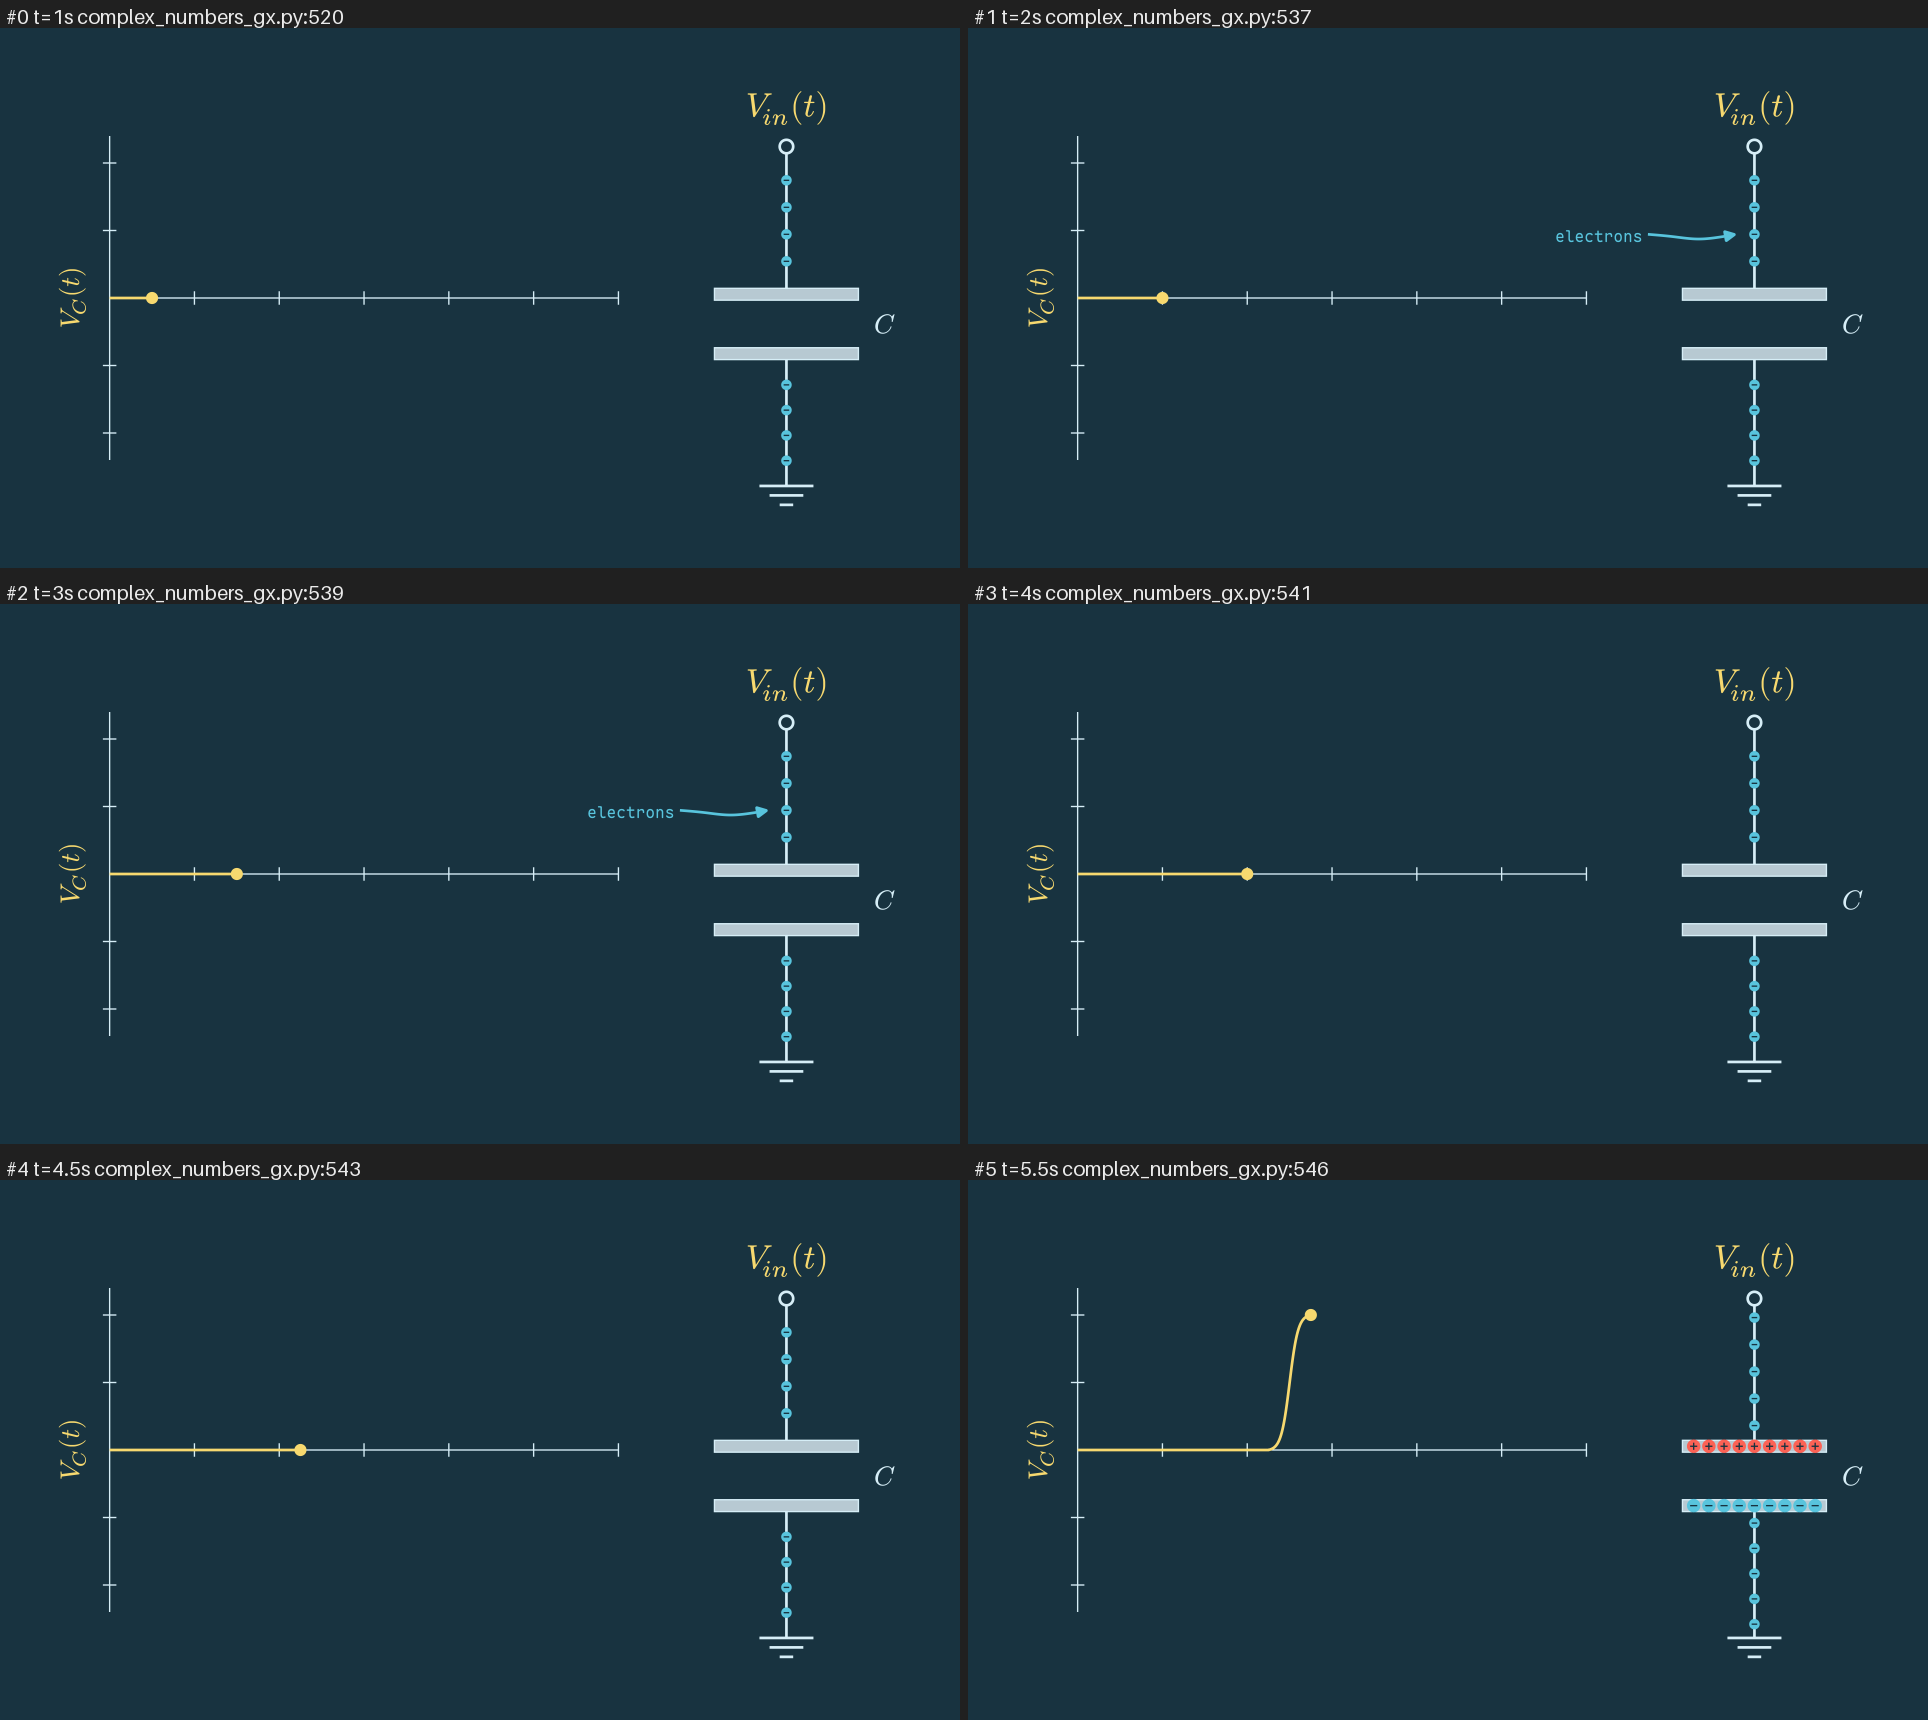 #0 t=1s complex_numbers_gx.py:520
V_in(t)
V_C(t)
C
#1 t=2s complex_numbers_gx.py:537
V_in(t)
electrons
V_C(t)
C
#2 t=3s complex_numbers_gx.py:539
V_in(t)
electrons
V_C(t)
C
#3 t=4s complex_numbers_gx.py:541
V_in(t)
V_C(t)
C
#4 t=4.5s complex_numbers_gx.py:543
V_in(t)
V_C(t)
C
#5 t=5.5s complex_numbers_gx.py:546
V_in(t)
V_C(t)
+ + + + + + + + +
C
− − − − − − − − −